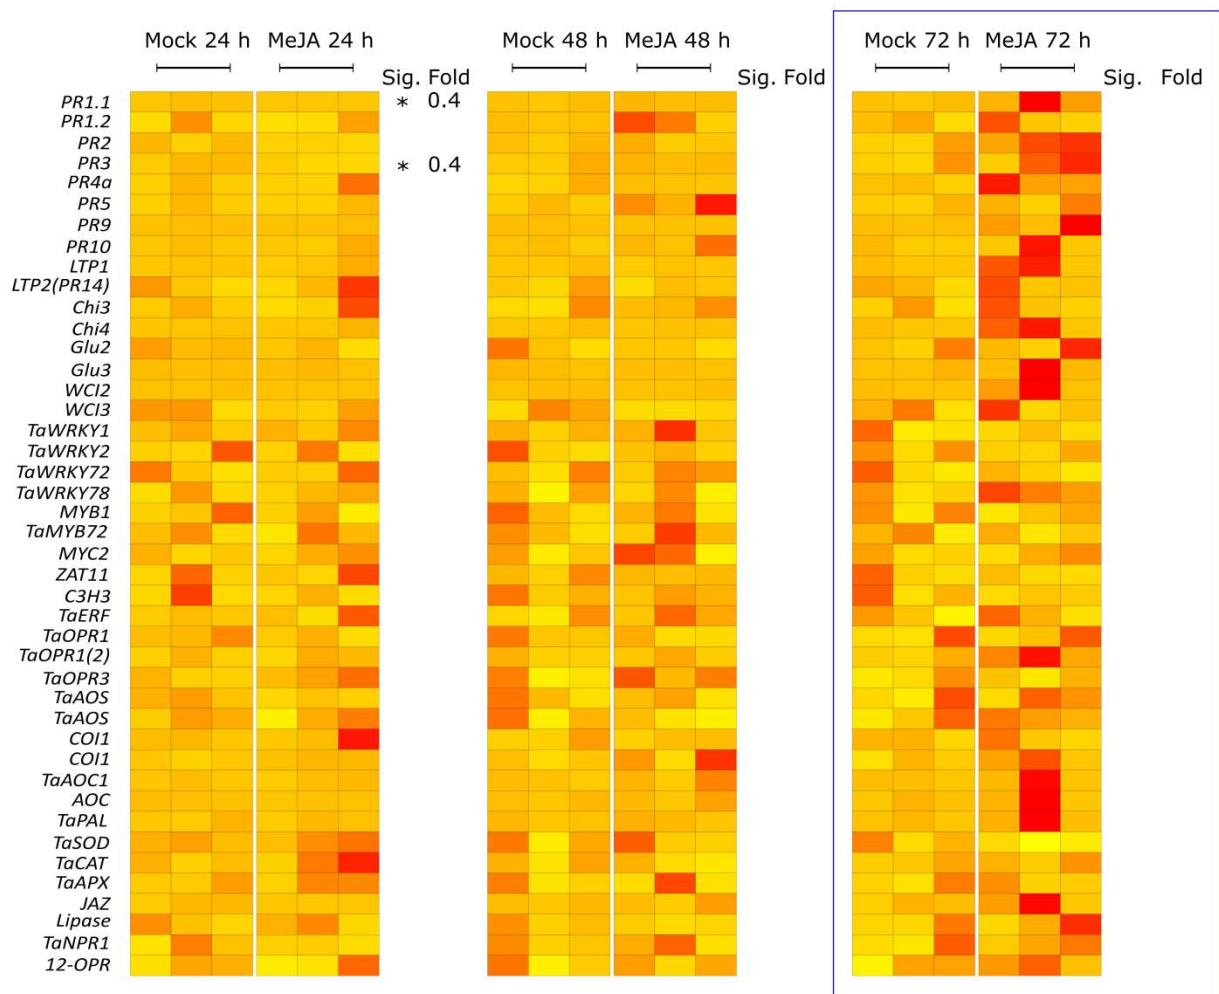 Mock 24 h MeJA 24 h Mock 48 h MeJA 48 h Mock 72 h MeJA 72 h
Sig. Fold Sig. Fold Sig. Fold
PR1.1 * 0.4
PR1.2
PR2
PR3 * 0.4
PR4a
PR5
PR9
PR10
LTP1
LTP2(PR14)
Chi3
Chi4
Glu2
Glu3
WCI2
WCI3
TaWRKY1
TaWRKY2
TaWRKY72
TaWRKY78
MYB1
TaMYB72
MYC2
ZAT11
C3H3
TaERF
TaOPR1
TaOPR1(2)
TaOPR3
TaAOS
TaAOS
COI1
COI1
TaAOC1
AOC
TaPAL
TaSOD
TaCAT
TaAPX
JAZ
Lipase
TaNPR1
12-OPR